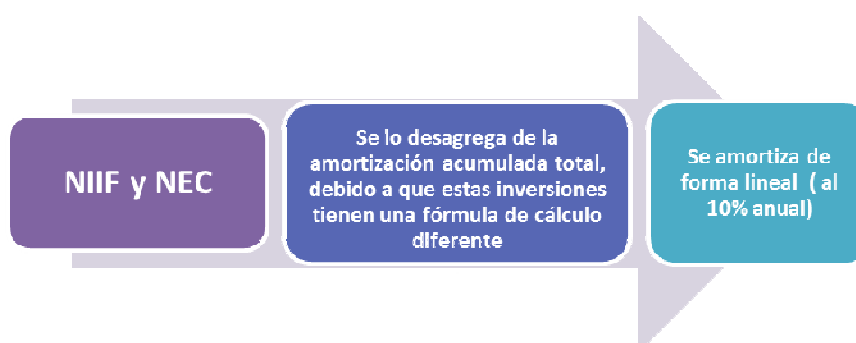 NIIF y NEC
Se lo desagrega de la
amortización acumulada total,
debido a que estas inversiones
tienen una fórmula de cálculo
diferente
Se amortiza de
forma lineal ( al
10% anual)